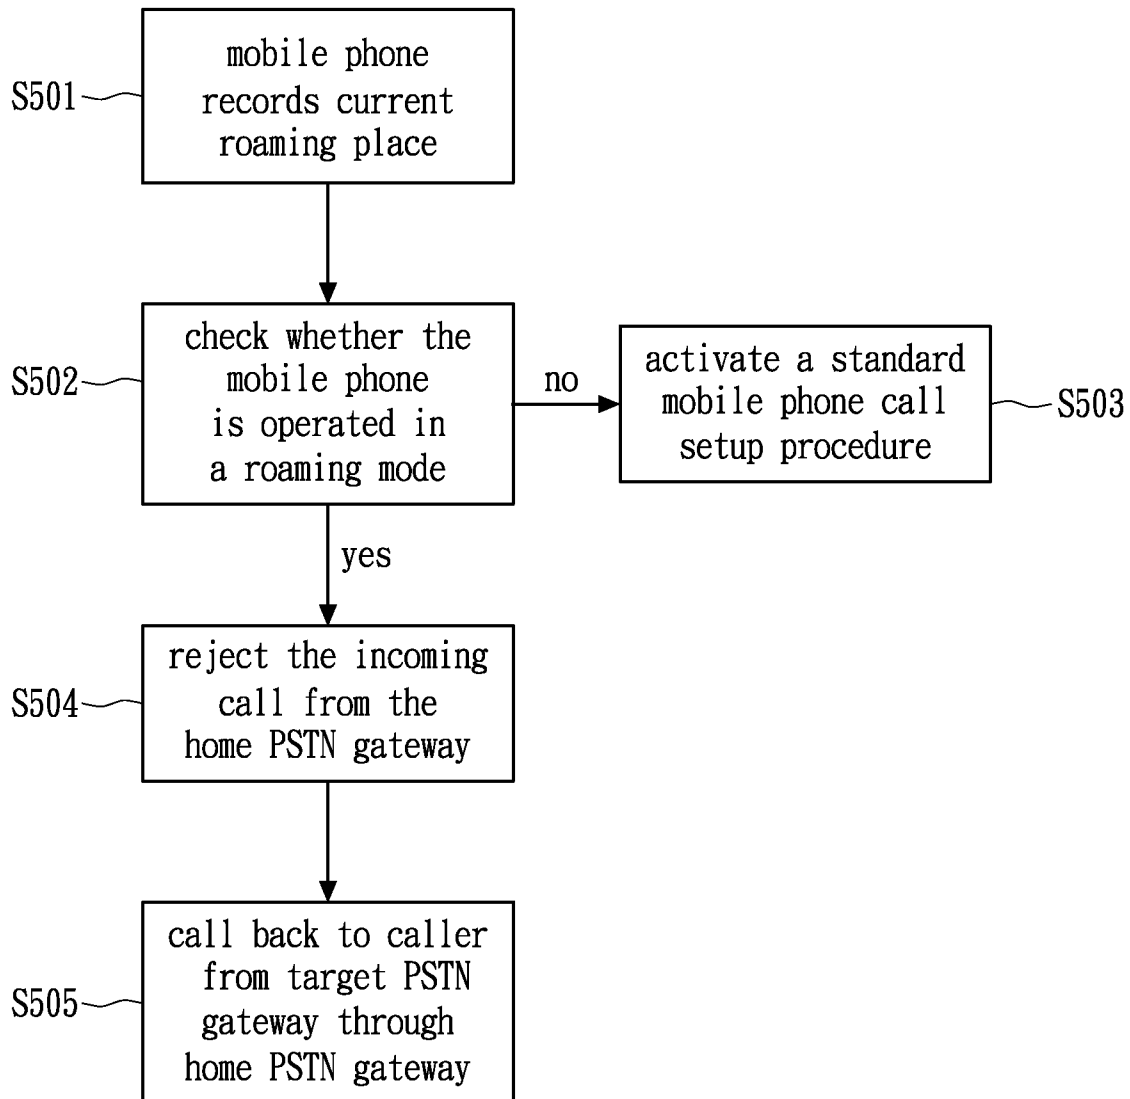 mobile phone
records current
roaming place
S501
check whether the
mobile phone
is operated in
a roaming mode
S502
no
activate a standard
mobile phone call
setup procedure
S503
yes
reject the incoming
call from the
home PSTN gateway
S504
call back to caller
from target PSTN
gateway through
home PSTN gateway
S505